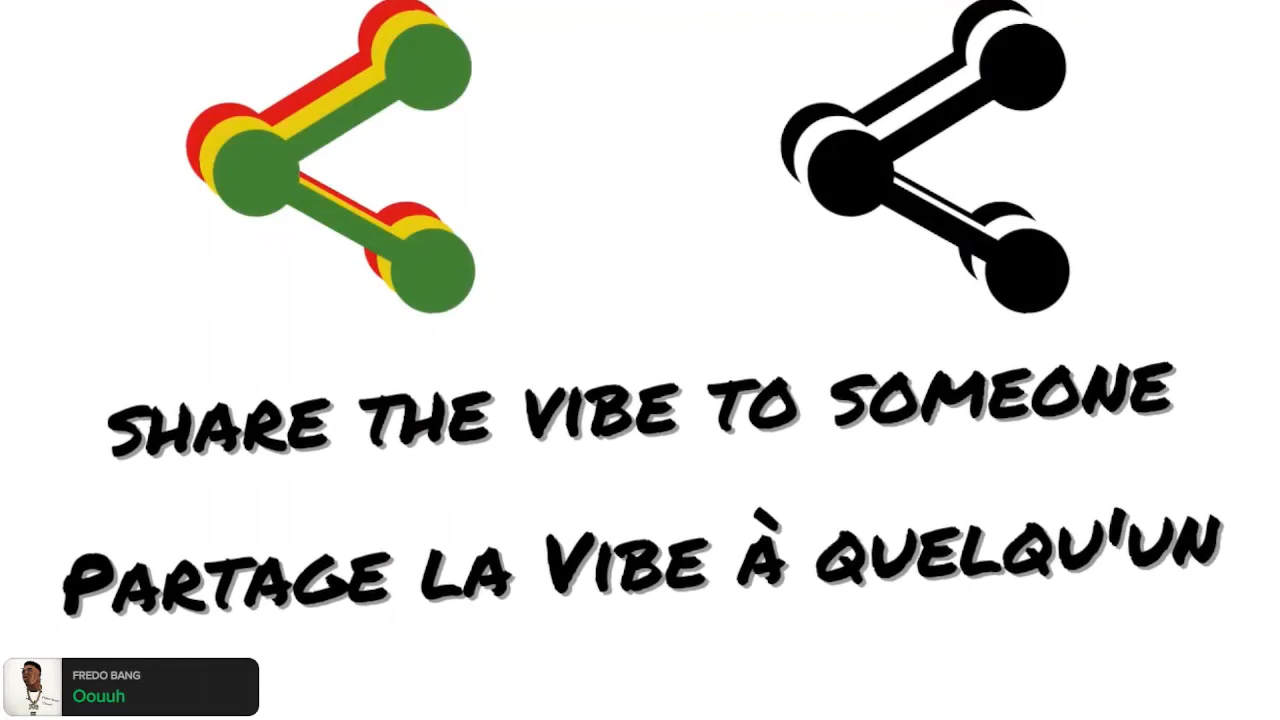 SHARE THE VIBE TO SOMEONE
PARTAGE LA VIBE À QUELQU'UN
FREDO BANG
Oouuh